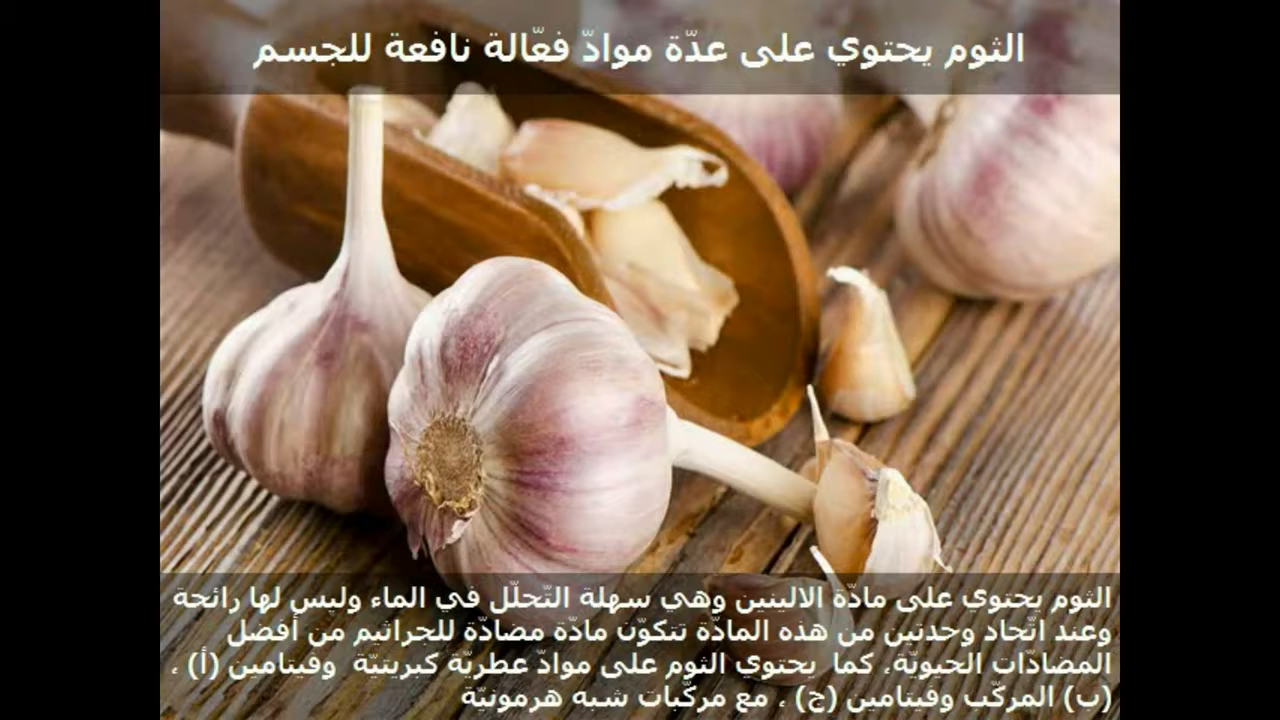 الثوم يحتوي على عدّة موادّ فعّالة نافعة للجسم
الثوم يحتوي على مادّة الالينين وهي سهلة التّحلّل في الماء وليس لها رائحة
وعند اتّحاد وحدتين من هذه المادّة تتكوّن مادّة مضادّة للجراثيم من أفضل
المضادّات الحيويّة، كما يحتوي الثوم على موادّ عطريّة كبريتيّة وفيتامين (أ) ،
(ب) المركّب وفيتامين (ج) ، مع مركّبات شبه هرمونيّة